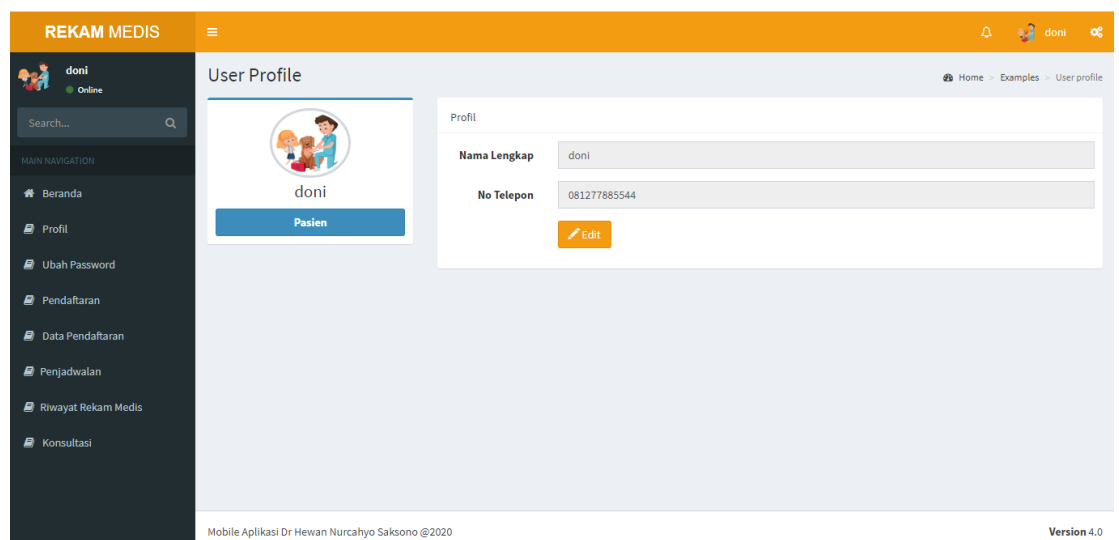 REKAM MEDIS
doni
doni
Online
Search...
MAIN NAVIGATION
Beranda
Profil
Ubah Password
Pendaftaran
Data Pendaftaran
Penjadwalan
Riwayat Rekam Medis
Konsultasi
User Profile
Home > Examples > User profile
doni
Pasien
Profil
Nama Lengkap doni
No Telepon 081277885544
Edit
Mobile Aplikasi Dr Hewan Nurcahyo Saksono @2020 Version 4.0